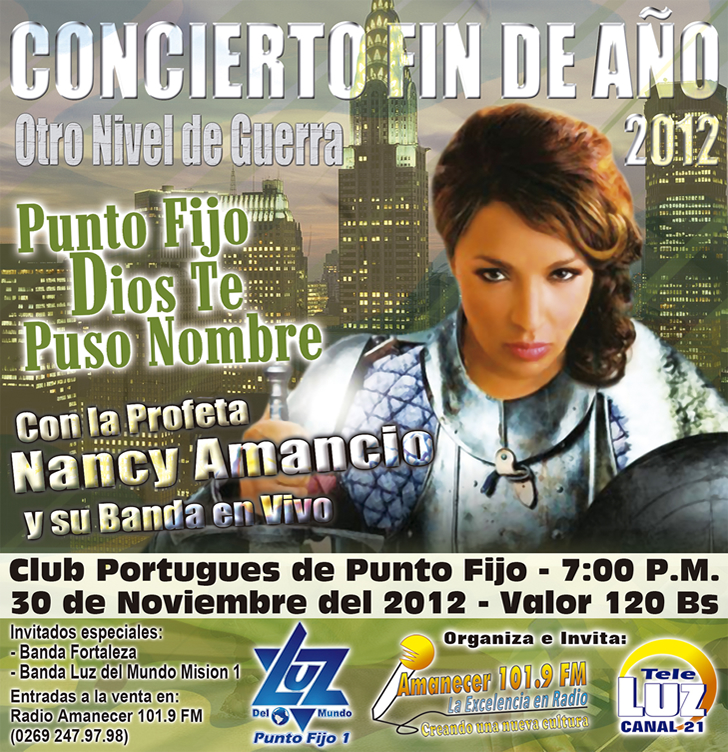 CONCIERTO FIN DE AÑO
Otro Nivel de Guerra
2012
Punto Fijo
Dios Te
Puso Nombre
Con la Profeta
Nancy Amancio
y su Banda en Vivo
Club Portugues de Punto Fijo - 7:00 P.M.
30 de Noviembre del 2012 - Valor 120 Bs
Invitados especiales:
- Banda Fortaleza
- Banda Luz del Mundo Mision 1
Entradas a la venta en:
Radio Amanecer 101.9 FM
(0269 247.97.98)
Luz
Del Mundo
Punto Fijo 1
Organiza e Invita:
Amanecer 101.9 FM
La Excelencia en Radio
Creando una nueva cultura
Tele
LUZ
CANAL-21